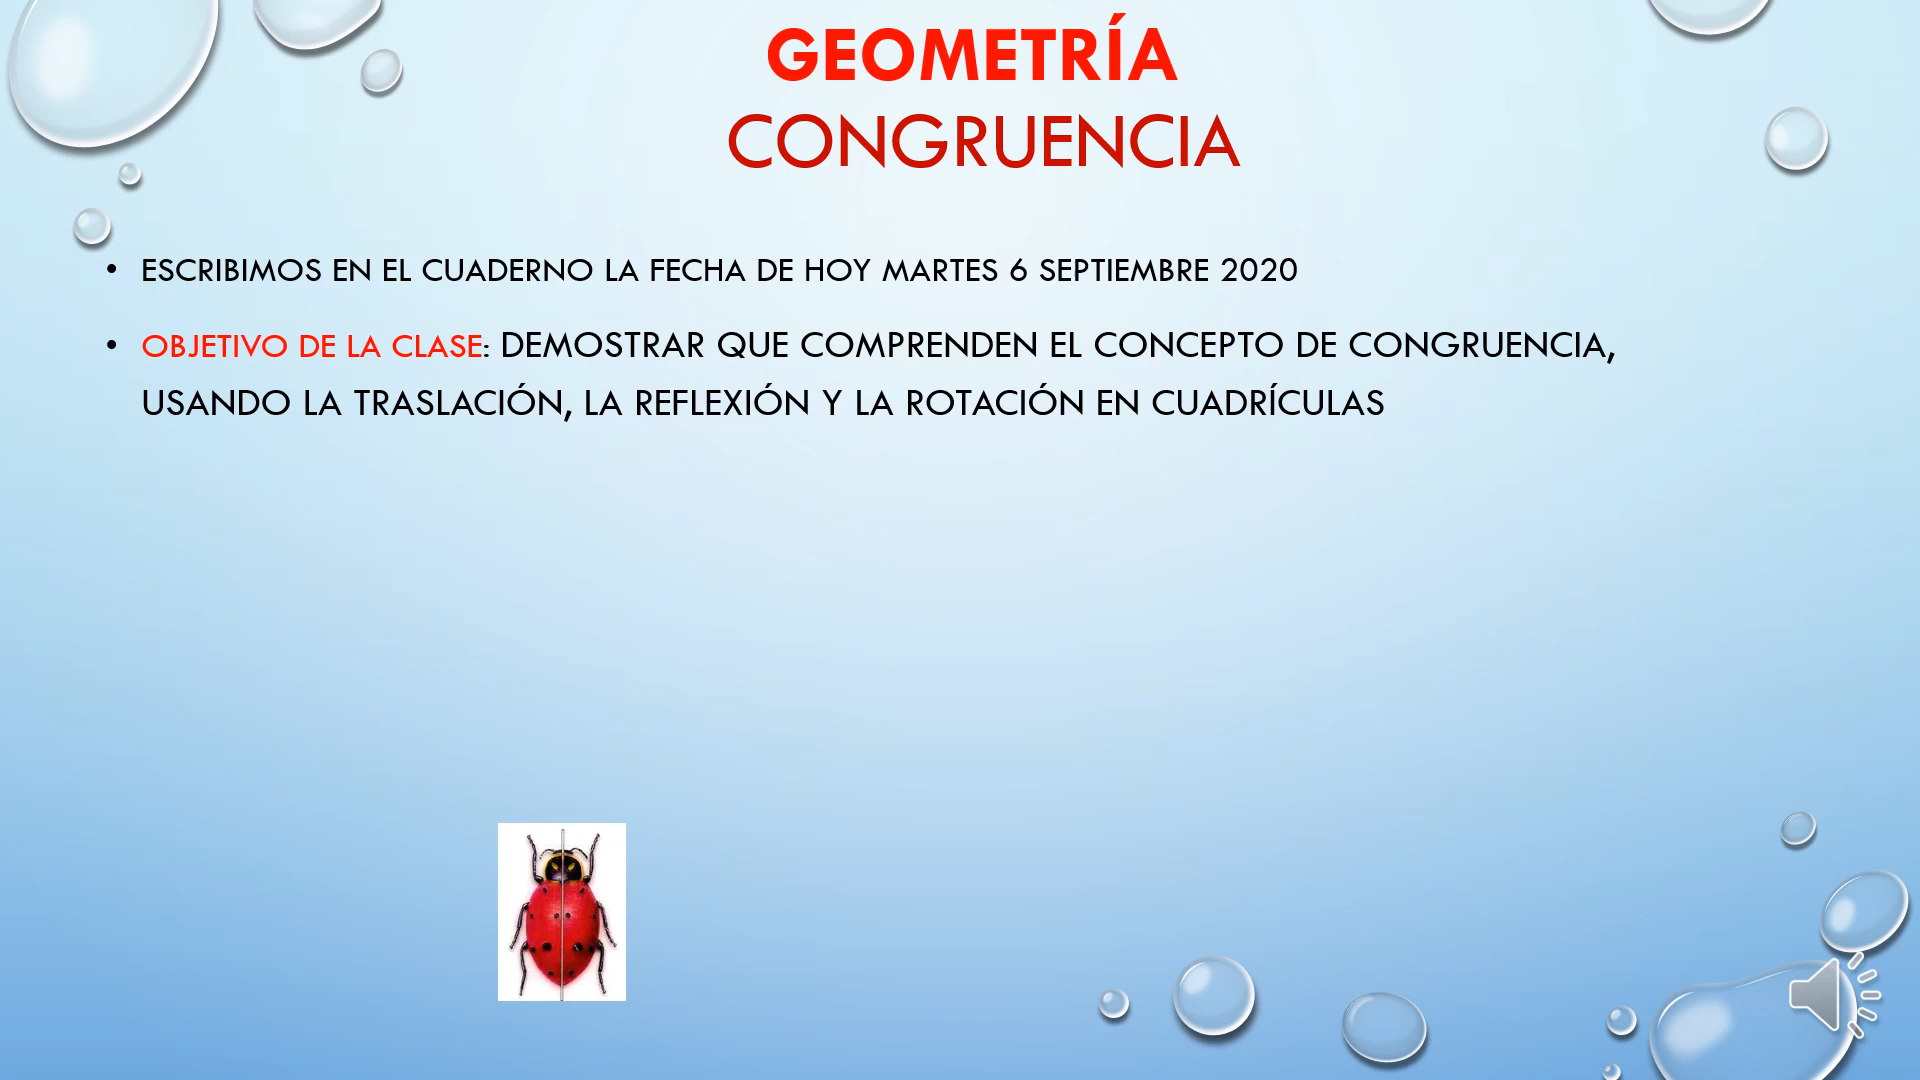 GEOMETRÍA
CONGRUENCIA
• ESCRIBIMOS EN EL CUADERNO LA FECHA DE HOY MARTES 6 SEPTIEMBRE 2020
• OBJETIVO DE LA CLASE: DEMOSTRAR QUE COMPRENDEN EL CONCEPTO DE CONGRUENCIA,
USANDO LA TRASLACIÓN, LA REFLEXIÓN Y LA ROTACIÓN EN CUADRÍCULAS